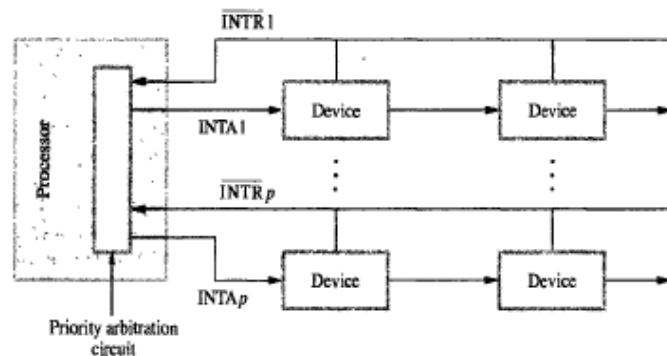 INTR1
Processor
Device
Device
INTA1
INTRp
Device
Device
INTAp
Priority arbitration
circuit